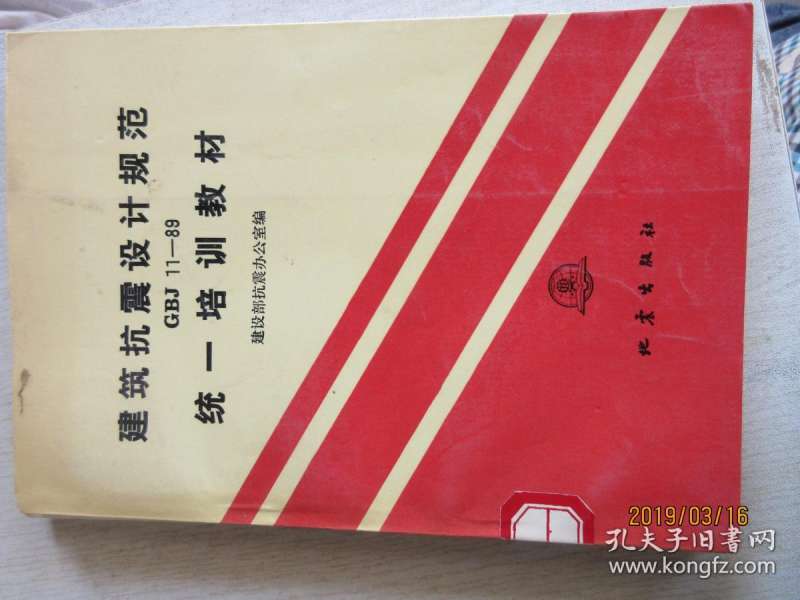 建筑抗震设计规范
GBJ 11—89
统一培训教材
建设部抗震办公室编
地震出版社
2019/03/16
孔夫子旧书网
www.kongfz.com